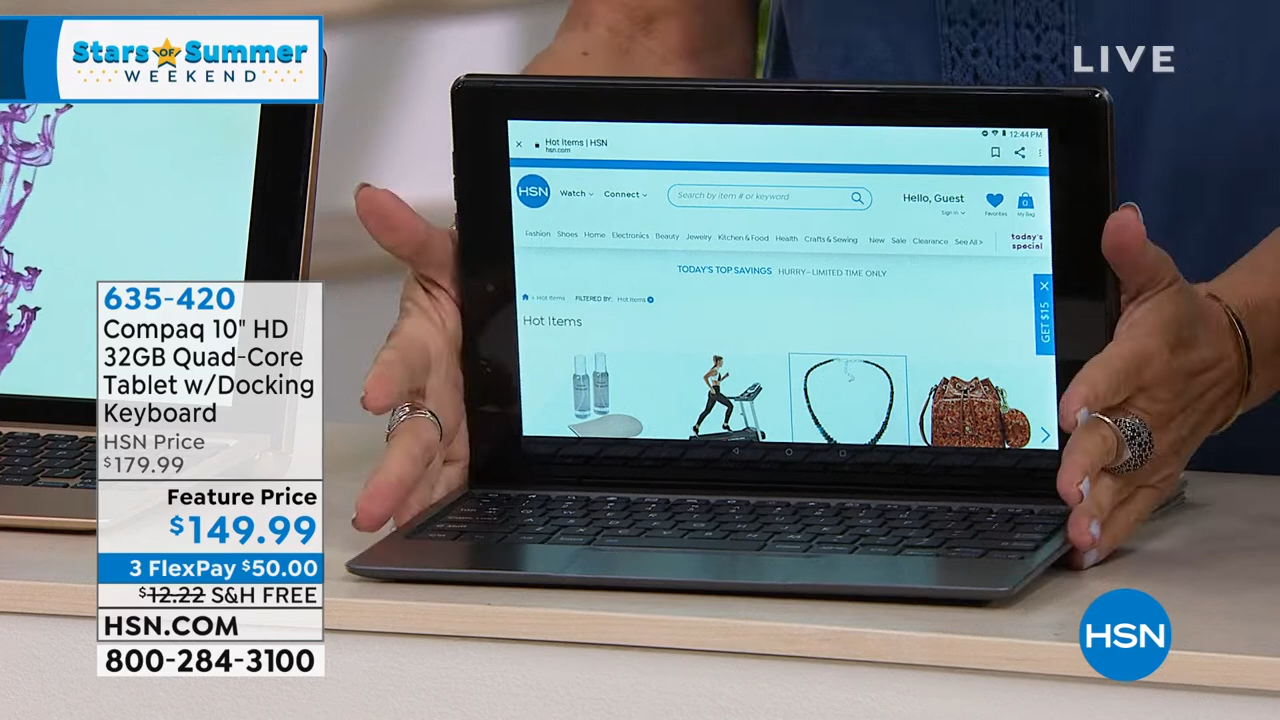 Stars OF Summer
WEEKEND
LIVE
635-420
Compaq 10" HD
32GB Quad-Core
Tablet w/Docking
Keyboard
HSN Price
$179.99
Feature Price
$149.99
3 FlexPay $50.00
$12.22 S&H FREE
HSN.COM
800-284-3100
12:44 PM
Hot Items | HSN
hsn.com
HSN
Watch
Connect
Search by item # or keyword
Hello, Guest
Sign In
Favorites
0
My Bag
Fashion Shoes Home Electronics Beauty Jewelry Kitchen & Food Health Crafts & Sewing New Sale Clearance See All >
today's
special
TODAY'S TOP SAVINGS HURRY–LIMITED TIME ONLY
> Hot Items FILTERED BY: Hot Items
Hot Items
GET $15
HSN